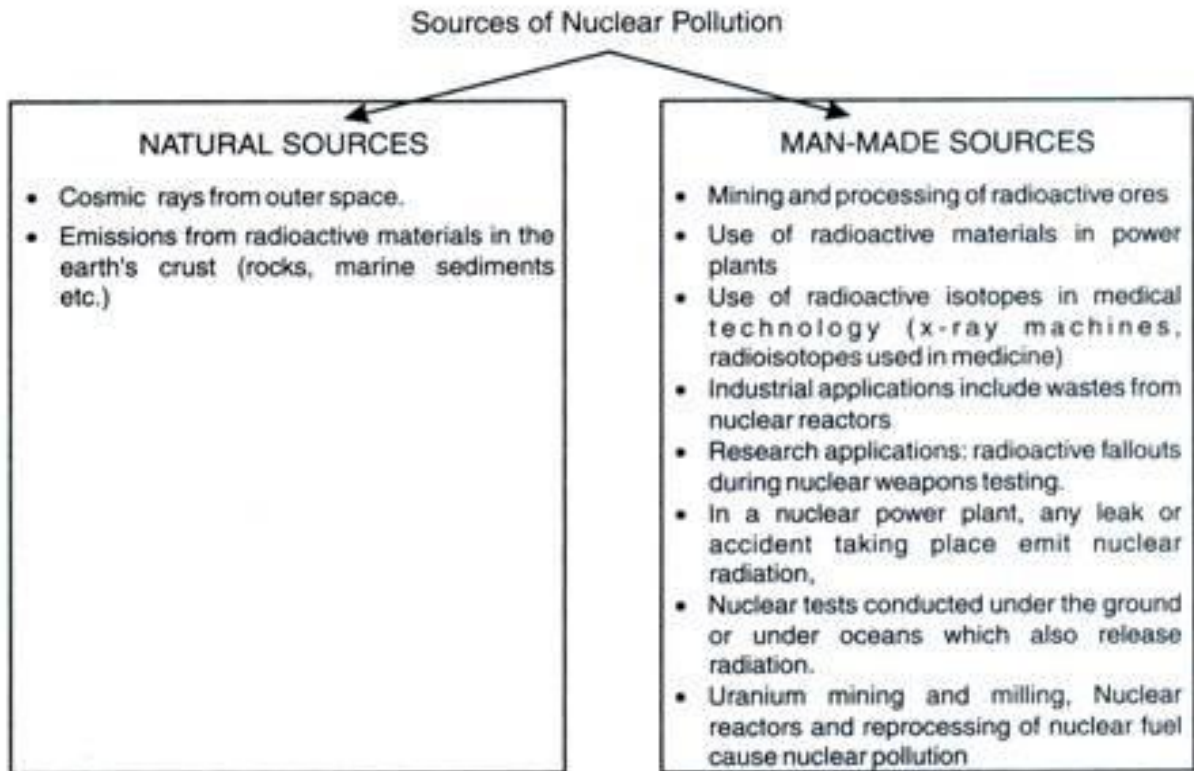 Sources of Nuclear Pollution
NATURAL SOURCES
• Cosmic rays from outer space.
• Emissions from radioactive materials in the
earth's crust (rocks, marine sediments
etc.)
MAN-MADE SOURCES
• Mining and processing of radioactive ores
• Use of radioactive materials in power
plants
• Use of radioactive isotopes in medical
technology (x-ray machines,
radioisotopes used in medicine)
• Industrial applications include wastes from
nuclear reactors
• Research applications: radioactive fallouts
during nuclear weapons testing.
• In a nuclear power plant, any leak or
accident taking place emit nuclear
radiation,
• Nuclear tests conducted under the ground
or under oceans which also release
radiation.
• Uranium mining and milling, Nuclear
reactors and reprocessing of nuclear fuel
cause nuclear pollution